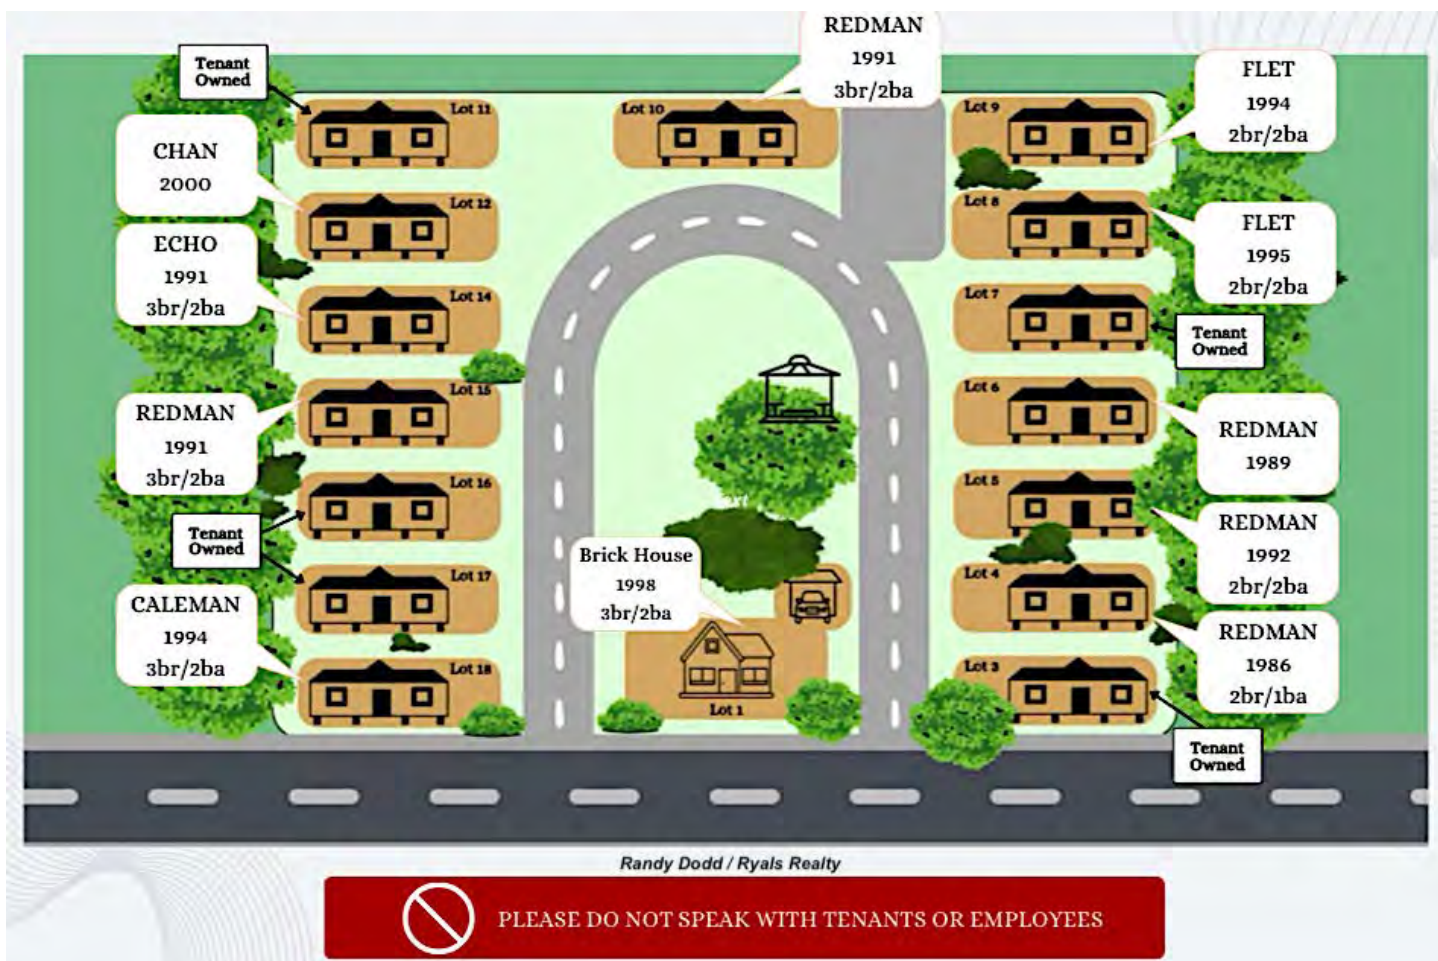 REDMAN
1991
3br/2ba
Tenant
Owned
Lot 11
Lot 10
Lot 9
FLET
1994
2br/2ba
CHAN
2000
Lot 12
Lot 8
FLET
1995
2br/2ba
ECHO
1991
3br/2ba
Lot 14
Lot 7
Tenant
Owned
REDMAN
1991
3br/2ba
Lot 15
Lot 6
REDMAN
1989
Lot 16
Lot 5
Tenant
Owned
REDMAN
1992
2br/2ba
Brick House
1998
3br/2ba
Lot 17
Lot 4
CALEMAN
1994
3br/2ba
REDMAN
1986
2br/1ba
Lot 18
Lot 1
Lot 3
Tenant
Owned
Randy Dodd / Ryals Realty
PLEASE DO NOT SPEAK WITH TENANTS OR EMPLOYEES